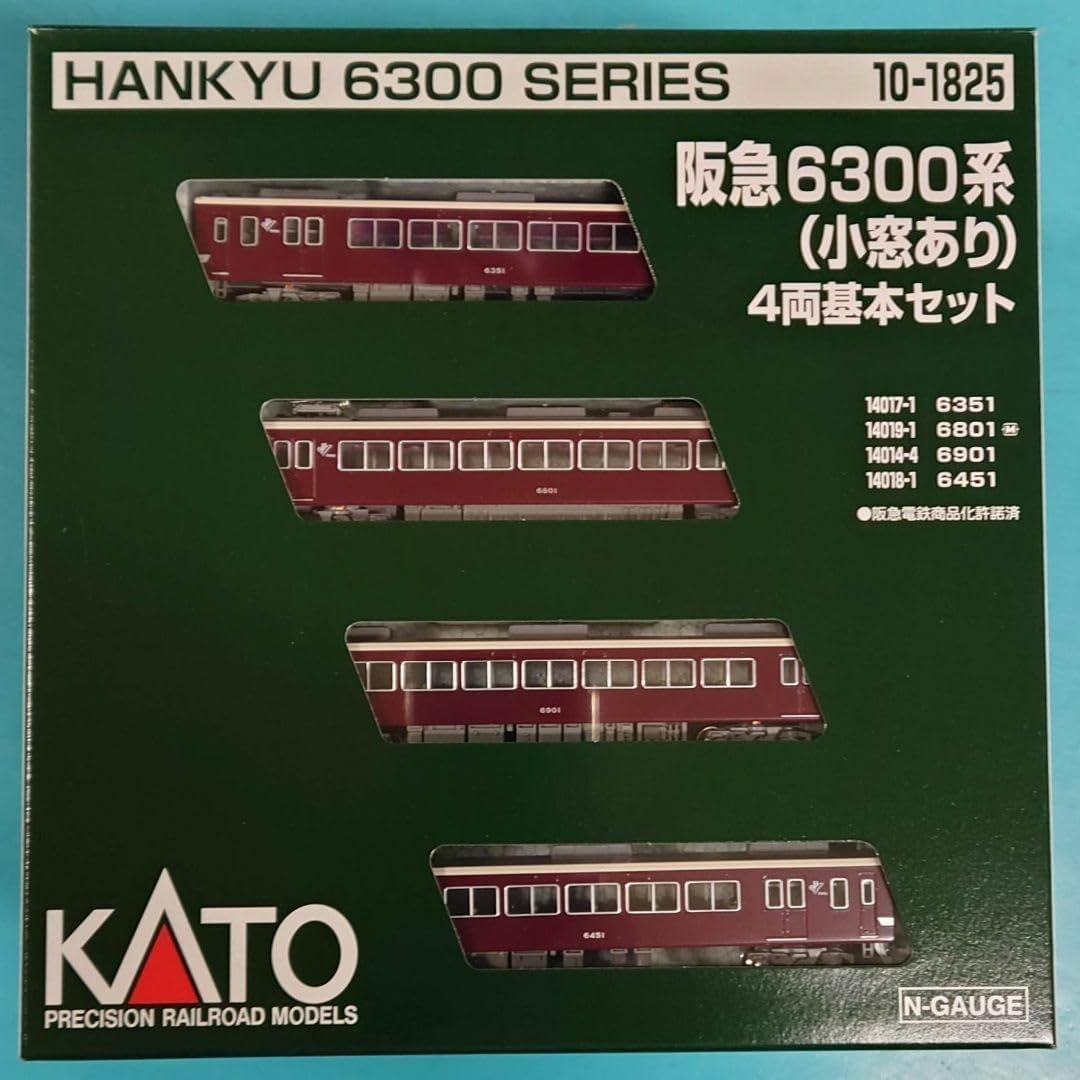 HANKYU 6300 SERIES 10-1825
阪急6300系
(小窓あり)
4両基本セット
14017-1 6351
14019-1 6801 M
14014-4 6901
14018-1 6451
●阪急電鉄商品化許諾済
6351
6801
6901
6451
KATO
PRECISION RAILROAD MODELS
N-GAUGE